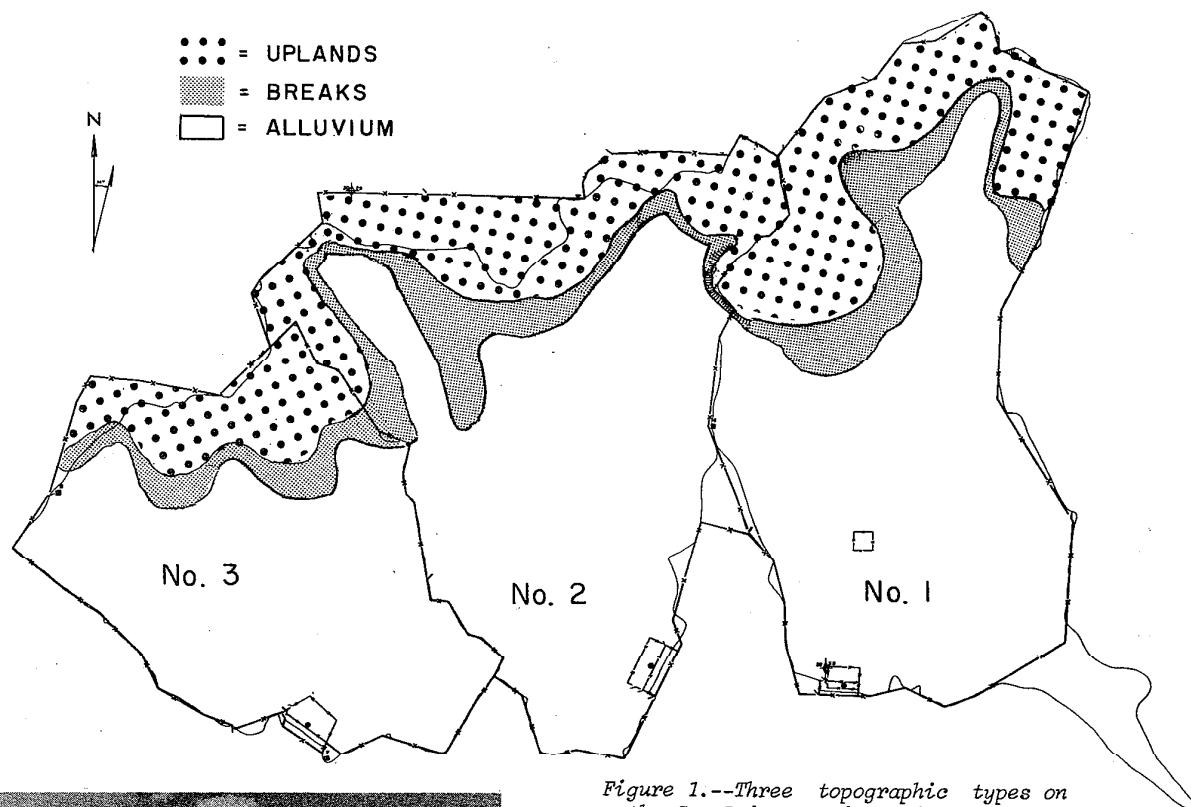 = UPLANDS
= BREAKS
= ALLUVIUM
N
No. 3
No. 2
No. 1
Figure 1.--Three topographic types on